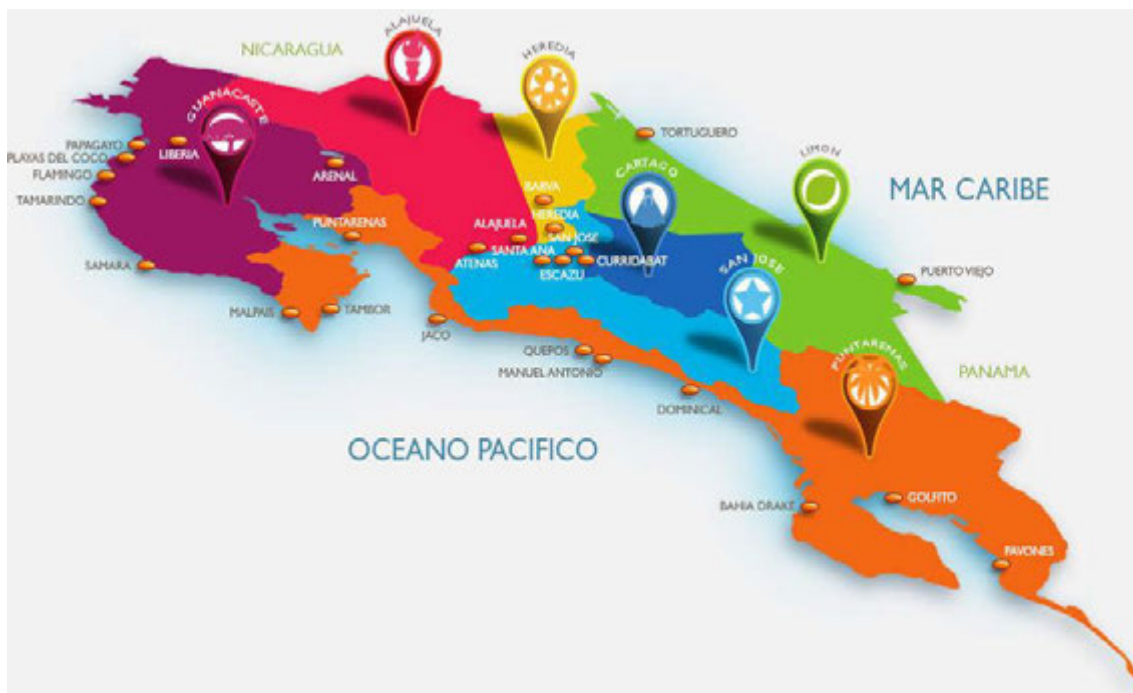 NICARAGUA
ALAJUELA
HEREDIA
GUANACASTE
TORTUGUERO
LIMON
PAPAGAYO
LIBERIA
PLAYAS DEL COCO
ARENAL
FLAMINGO
CARTAGO
MAR CARIBE
TAMARINDO
BARVA
PUNTARENAS
ALAJUELA
HEREDIA
SAN JOSE
SANTA ANA
ATENAS
ESCAZU
CURRIDABAT
SAN JOSE
SAMARA
PUERTO VIEJO
MALPAIS
TAMBOR
JACO
QUEPOS
MANUEL ANTONIO
PUNTARENAS
PANAMA
DOMINICAL
OCEANO PACIFICO
BAHIA DRAKE
GOLFITO
PAVONES